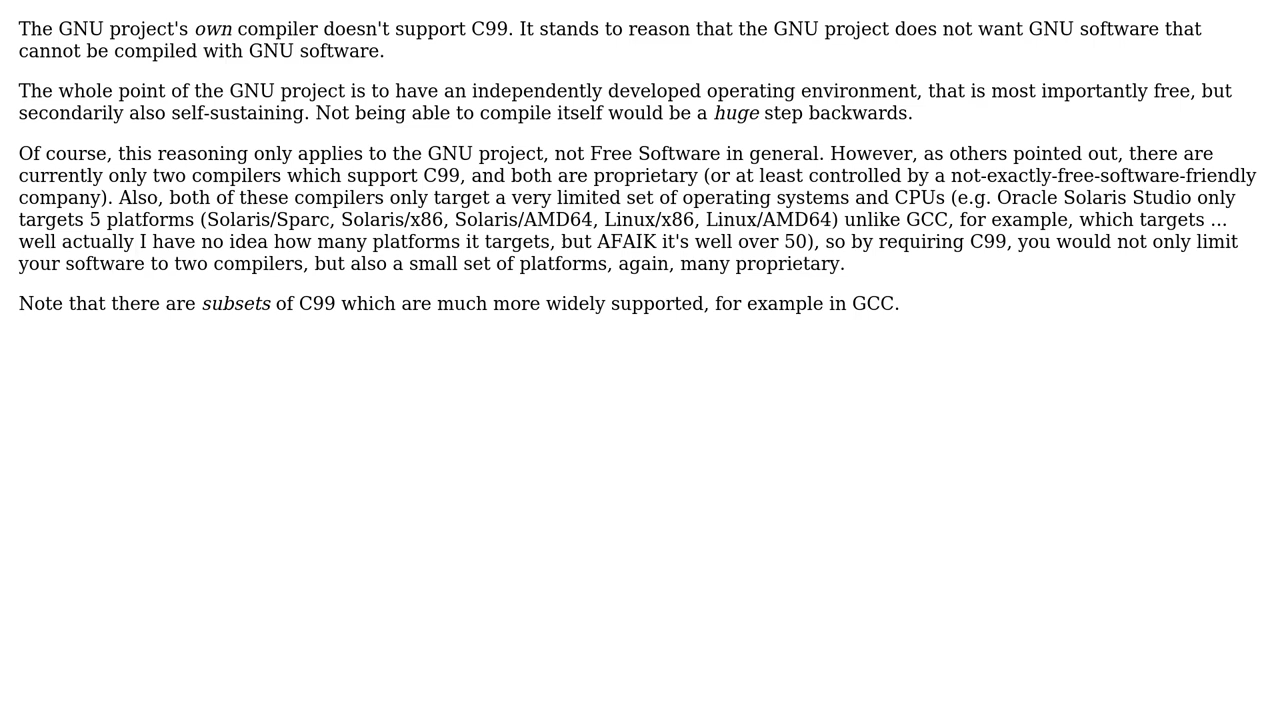 The GNU project's own compiler doesn't support C99. It stands to reason that the GNU project does not want GNU software that
cannot be compiled with GNU software.
The whole point of the GNU project is to have an independently developed operating environment, that is most importantly free, but
secondarily also self-sustaining. Not being able to compile itself would be a huge step backwards.
Of course, this reasoning only applies to the GNU project, not Free Software in general. However, as others pointed out, there are
currently only two compilers which support C99, and both are proprietary (or at least controlled by a not-exactly-free-software-friendly
company). Also, both of these compilers only target a very limited set of operating systems and CPUs (e.g. Oracle Solaris Studio only
targets 5 platforms (Solaris/Sparc, Solaris/x86, Solaris/AMD64, Linux/x86, Linux/AMD64) unlike GCC, for example, which targets ...
well actually I have no idea how many platforms it targets, but AFAIK it's well over 50), so by requiring C99, you would not only limit
your software to two compilers, but also a small set of platforms, again, many proprietary.
Note that there are subsets of C99 which are much more widely supported, for example in GCC.